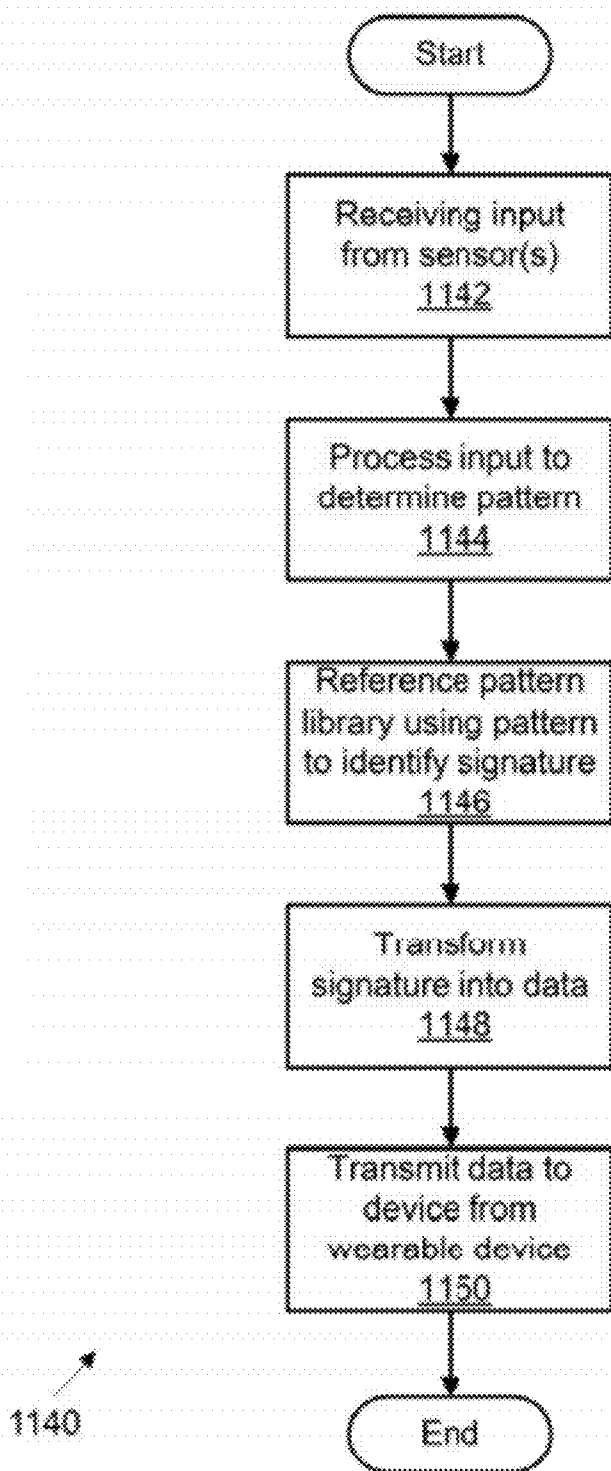 Start
Receiving input
from sensor(s)
1142
Process input to
determine pattern
1144
Reference pattern
library using pattern
to identify signature
1146
Transform
signature into data
1148
Transmit data to
device from
wearable device
1150
1140
End